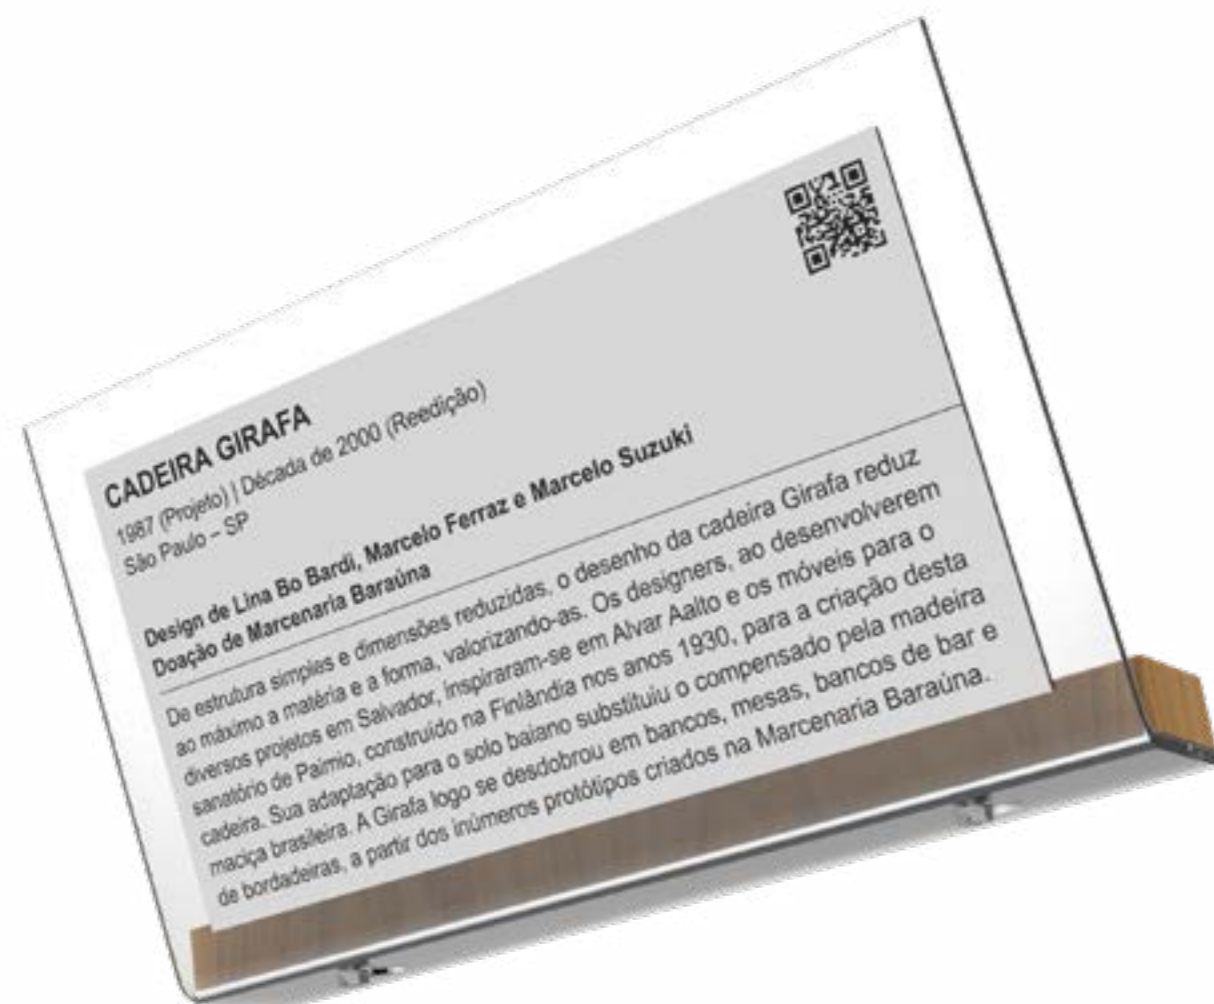 CADEIRA GIRAFA
1987 (Projeto) | Década de 2000 (Reedição)
São Paulo – SP
Design de Lina Bo Bardi, Marcelo Ferraz e Marcelo Suzuki
Doação de Marcenaria Baraúna
De estrutura simples e dimensões reduzidas, o desenho da cadeira Girafa reduz
ao máximo a matéria e a forma, valorizando-as. Os designers, ao desenvolverem
diversos projetos em Salvador, inspiraram-se em Alvar Aalto e os móveis para o
sanatório de Paimio, construído na Finlândia nos anos 1930, para a criação desta
cadeira. Sua adaptação para o solo baiano substituiu o compensado pela madeira
maciça brasileira. A Girafa logo se desdobrou em bancos, mesas, bancos de bar e
de bordadeiras, a partir dos inúmeros protótipos criados na Marcenaria Baraúna.